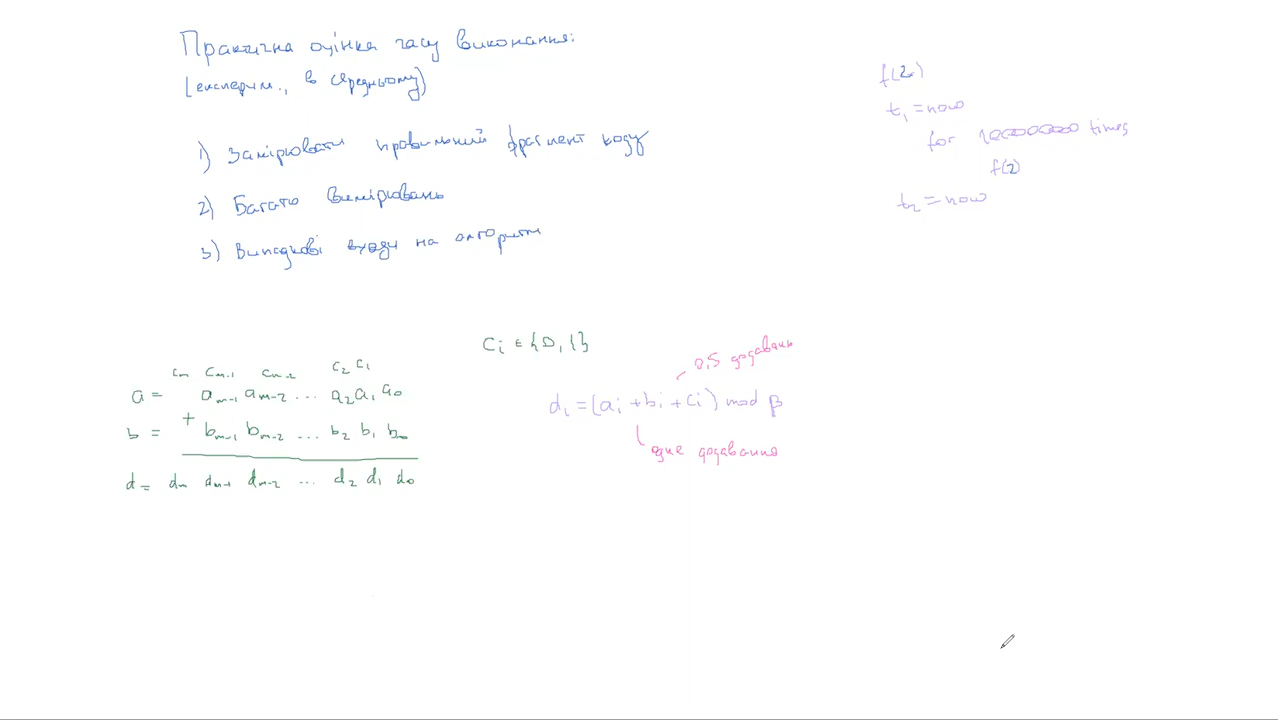 Практична оцінка часу виконання:
(експерим., в середньому)
1) Замірювати правильний фрагмент коду
2) Багато вимірювань
3) Випадкові входи на алгоритм
f(2)
t₁ = now
for 100000000 times
f(2)
t₂ = now
cᵢ ∈ {0, 1}
cₘ cₘ₋₁ cₘ₋₂ c₂ c₁
a = aₘ₋₁ aₘ₋₂ ... a₂ a₁ a₀
+
b = bₘ₋₁ bₘ₋₂ ... b₂ b₁ b₀
d = dₘ dₘ₋₁ dₘ₋₂ ... d₂ d₁ d₀
0,5 додавань
dᵢ = (aᵢ + bᵢ + cᵢ) mod β
одне додавання